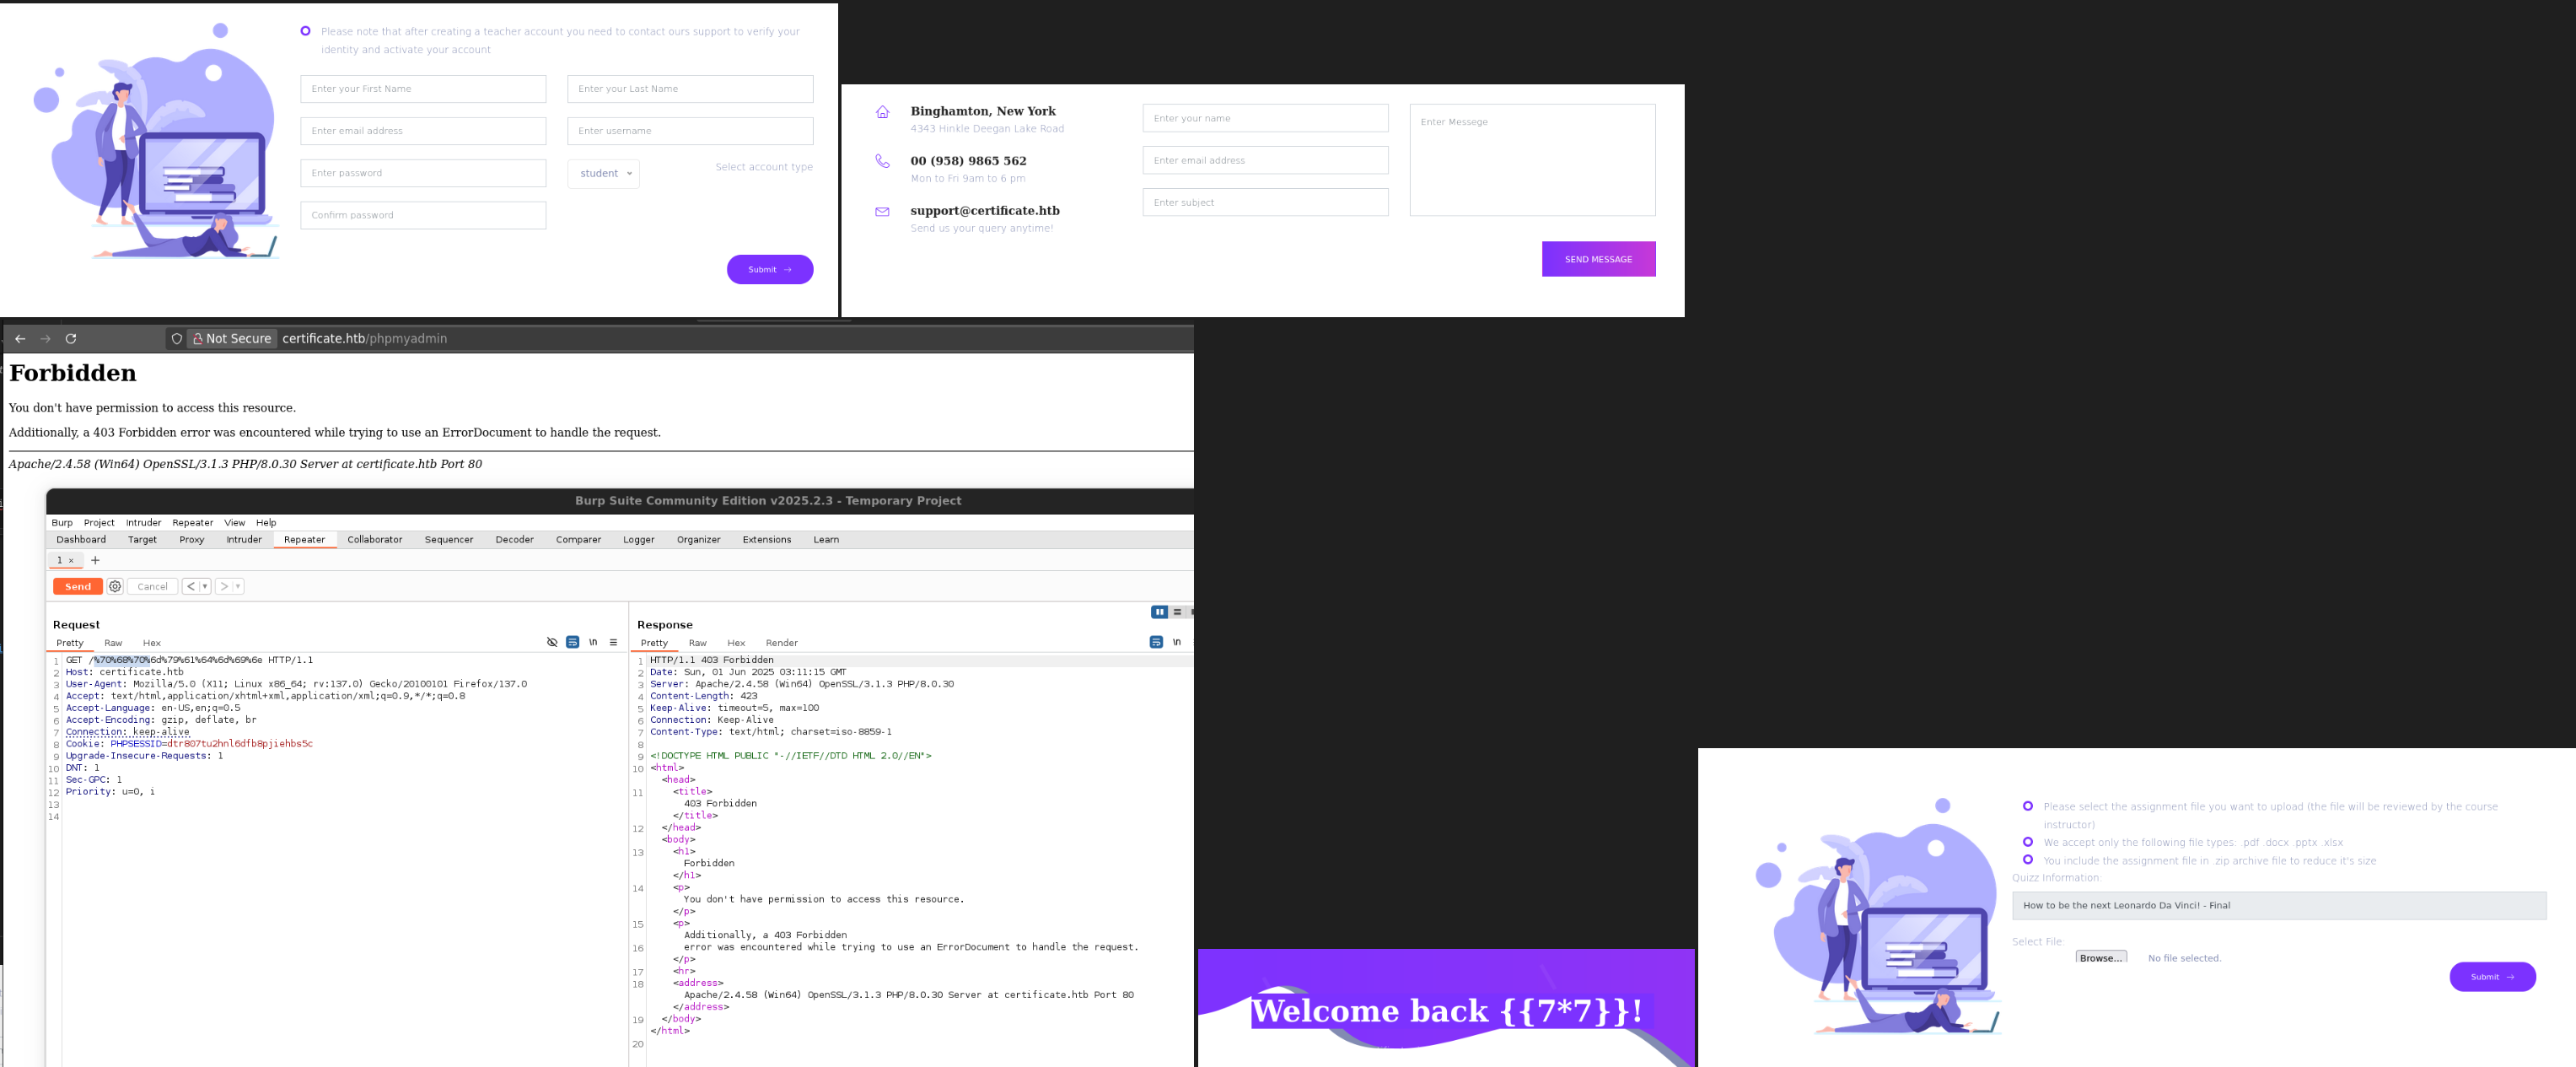 Please note that after creating a teacher account you need to contact ours support to verify your
identity and activate your account
Enter your First Name
Enter your Last Name
Enter email address
Enter username
Enter password
student
Select account type
Confirm password
Submit →
Binghamton, New York
4343 Hinkle Deegan Lake Road
00 (958) 9865 562
Mon to Fri 9am to 6 pm
support@certificate.htb
Send us your query anytime!
Enter your name
Enter email address
Enter subject
Enter Messege
SEND MESSAGE
Not Secure certificate.htb/phpmyadmin
Forbidden
You don't have permission to access this resource.
Additionally, a 403 Forbidden error was encountered while trying to use an ErrorDocument to handle the request.
Apache/2.4.58 (Win64) OpenSSL/3.1.3 PHP/8.0.30 Server at certificate.htb Port 80
Burp Suite Community Edition v2025.2.3 - Temporary Project
Burp Project Intruder Repeater View Help
Dashboard Target Proxy Intruder Repeater Collaborator Sequencer Decoder Comparer Logger Organizer Extensions Learn
1 × +
Send Cancel < >
Request
Pretty Raw Hex \n
1 GET /%70%68%70%6d%79%61%64%6d%69%6e HTTP/1.1
2 Host: certificate.htb
3 User-Agent: Mozilla/5.0 (X11; Linux x86_64; rv:137.0) Gecko/20100101 Firefox/137.0
4 Accept: text/html,application/xhtml+xml,application/xml;q=0.9,*/*;q=0.8
5 Accept-Language: en-US,en;q=0.5
6 Accept-Encoding: gzip, deflate, br
7 Connection: keep-alive
8 Cookie: PHPSESSID=dtr807tu2hnl6dfb8pjiehbs5c
9 Upgrade-Insecure-Requests: 1
10 DNT: 1
11 Sec-GPC: 1
12 Priority: u=0, i
13
14
Response
Pretty Raw Hex Render \n
1 HTTP/1.1 403 Forbidden
2 Date: Sun, 01 Jun 2025 03:11:15 GMT
3 Server: Apache/2.4.58 (Win64) OpenSSL/3.1.3 PHP/8.0.30
4 Content-Length: 423
5 Keep-Alive: timeout=5, max=100
6 Connection: Keep-Alive
7 Content-Type: text/html; charset=iso-8859-1
8
9 <!DOCTYPE HTML PUBLIC "-//IETF//DTD HTML 2.0//EN">
10 <html>
<head>
11 <title>
403 Forbidden
</title>
12 </head>
<body>
13 <h1>
Forbidden
</h1>
14 <p>
You don't have permission to access this resource.
</p>
15 <p>
Additionally, a 403 Forbidden
16 error was encountered while trying to use an ErrorDocument to handle the request.
</p>
17 <hr>
18 <address>
Apache/2.4.58 (Win64) OpenSSL/3.1.3 PHP/8.0.30 Server at certificate.htb Port 80
</address>
19 </body>
</html>
20
Welcome back {{7*7}}!
Please select the assignment file you want to upload (the file will be reviewed by the course
instructor)
We accept only the following file types: .pdf .docx .pptx .xlsx
You include the assignment file in .zip archive file to reduce it's size
Quizz Information:
How to be the next Leonardo Da Vinci! - Final
Select File
Browse... No file selected.
Submit →